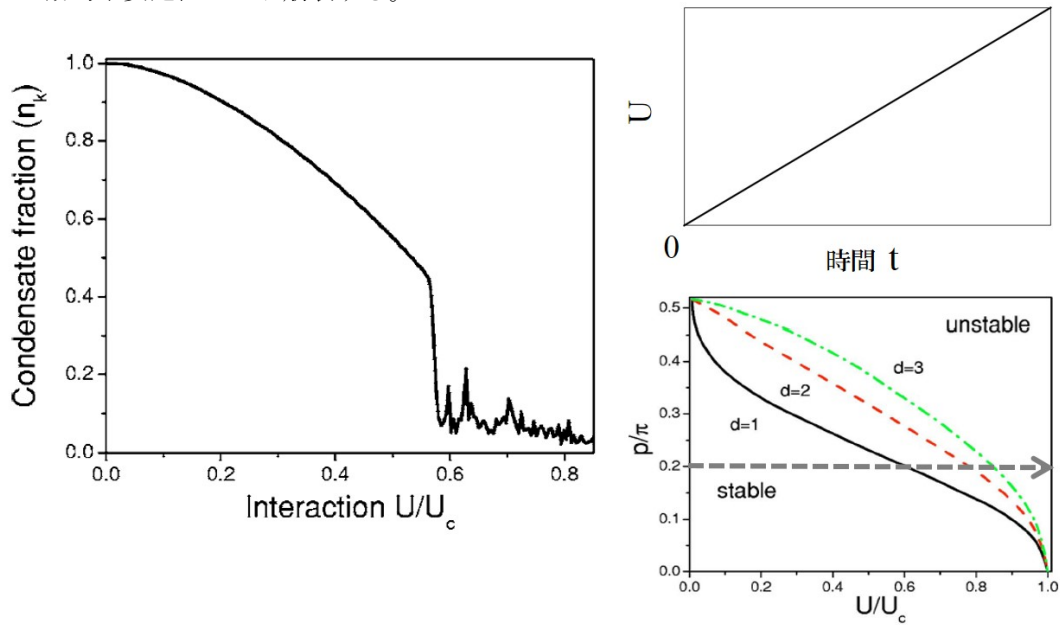 Condensate fraction (n_k)
1.0
0.8
0.6
0.4
0.2
0.0
0.0 0.2 0.4 0.6 0.8
Interaction U/U_c
U
0
時間 t
p/π
0.5
0.4
0.3
0.2
0.1
0.0
unstable
d=3
d=2
d=1
stable
0.0 0.2 0.4 0.6 0.8 1.0
U/U_c